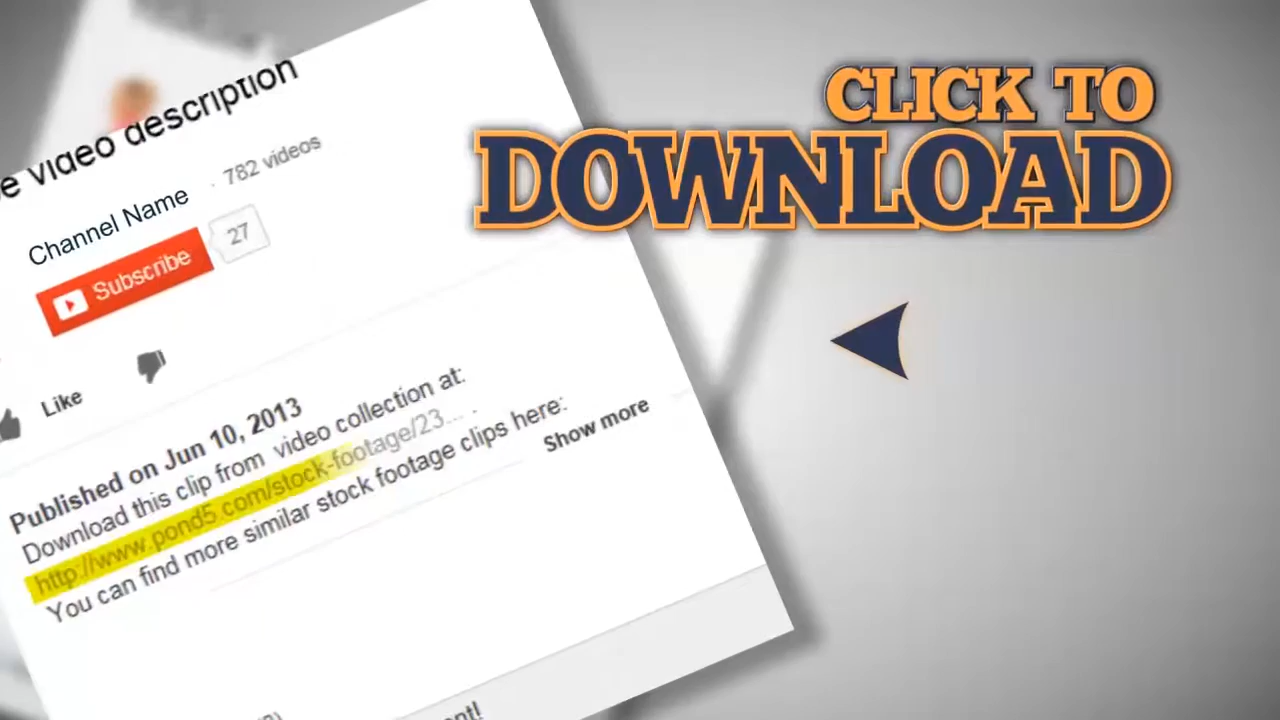 CLICK TO
DOWNLOAD
video description
Channel Name · 782 videos
Subscribe 27
Like
Published on Jun 10, 2013
Download this clip from video collection at:
http://www.pond5.com/stock-footage/23... .
You can find more similar stock footage clips here:
Show more